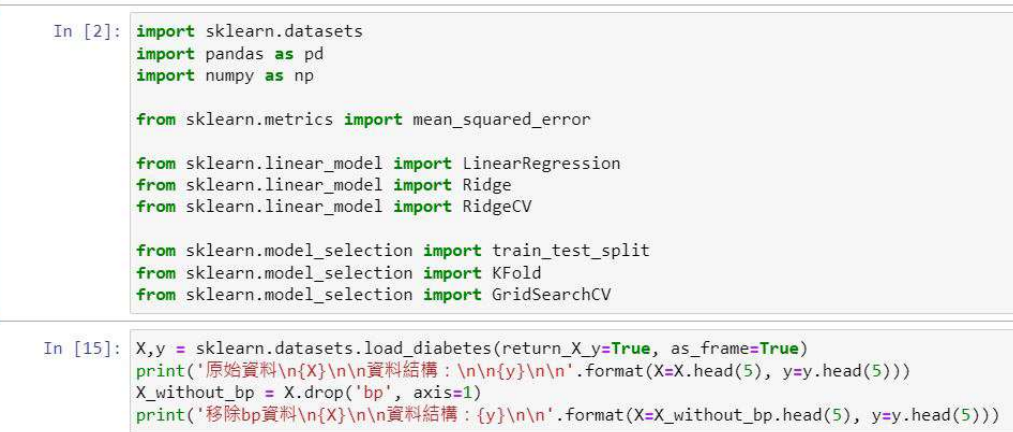 In [2]: import sklearn.datasets
import pandas as pd
import numpy as np
from sklearn.metrics import mean_squared_error
from sklearn.linear_model import LinearRegression
from sklearn.linear_model import Ridge
from sklearn.linear_model import RidgeCV
from sklearn.model_selection import train_test_split
from sklearn.model_selection import KFold
from sklearn.model_selection import GridSearchCV
In [15]: X,y = sklearn.datasets.load_diabetes(return_X_y=True, as_frame=True)
print('原始資料\n{X}\n\n資料結構：\n\n{y}\n\n'.format(X=X.head(5), y=y.head(5)))
X_without_bp = X.drop('bp', axis=1)
print('移除bp資料\n{X}\n\n資料結構：{y}\n\n'.format(X=X_without_bp.head(5), y=y.head(5)))